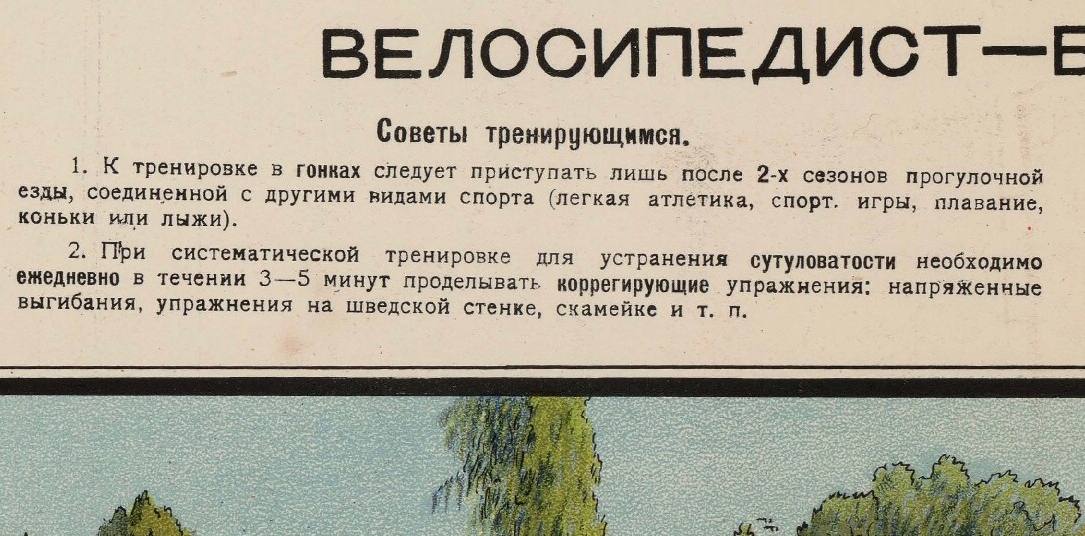 ВЕЛОСИПЕДИСТ—
Советы тренирующимся.
1. К тренировке в гонках следует приступать лишь после 2-х сезонов прогулочной
езды, соединенной с другими видами спорта (легкая атлетика, спорт. игры, плавание,
коньки или лыжи).
2. При систематической тренировке для устранения сутуловатости необходимо
ежедневно в течении 3—5 минут проделывать коррегирующие упражнения: напряженные
выгибания, упражнения на шведской стенке, скамейке и т. п.